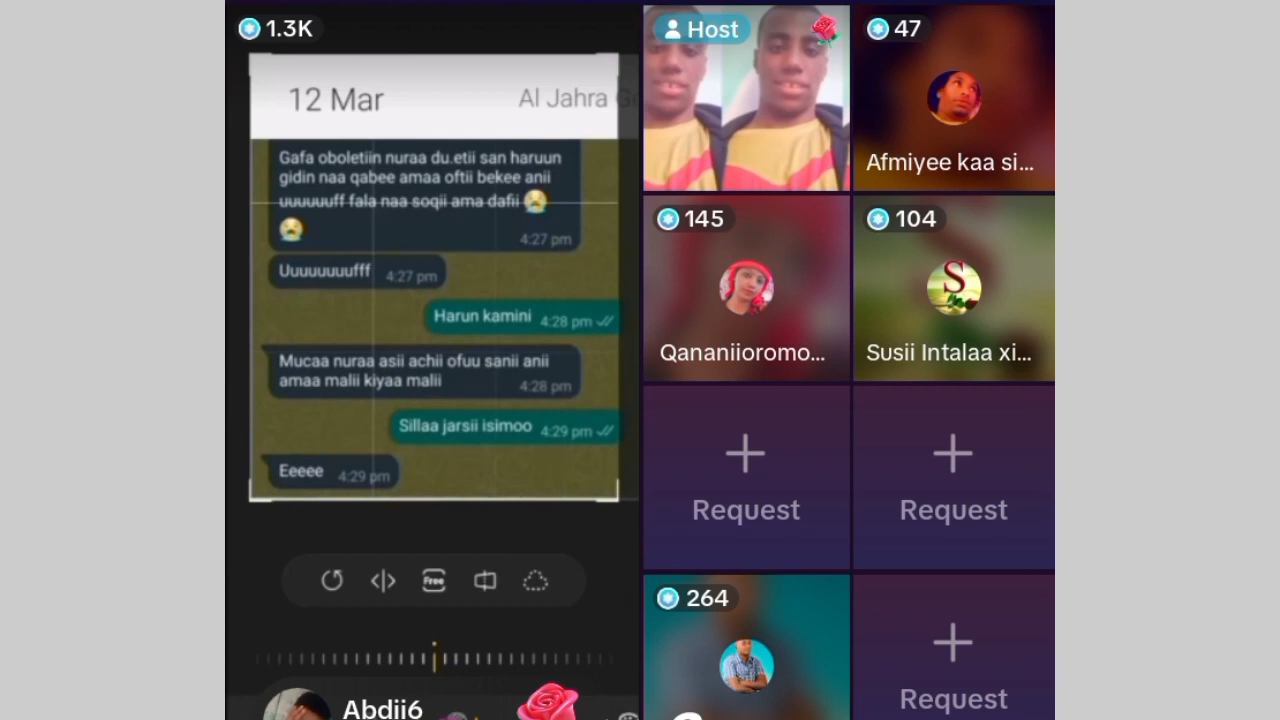 1.3K
12 Mar
Al Jahra
Gafa oboletiin nuraa du.etii san haruun
gidin naa qabee amaa oftii bekee anii
uuuuuuff fala naa soqii ama dafii 😭
😭
4:27 pm
Uuuuuuuufff 4:27 pm
Harun kamini 4:28 pm
Mucaa nuraa asii achii ofuu sanii anii
amaa malii kiyaa malii
4:28 pm
Sillaa jarsii isimoo 4:29 pm
Eeeee 4:29 pm
Free
Abdii6
Host
47
Afmiyee kaa si...
145
Qananiioromo...
104
S
Susii Intalaa xi...
Request
Request
264
Request